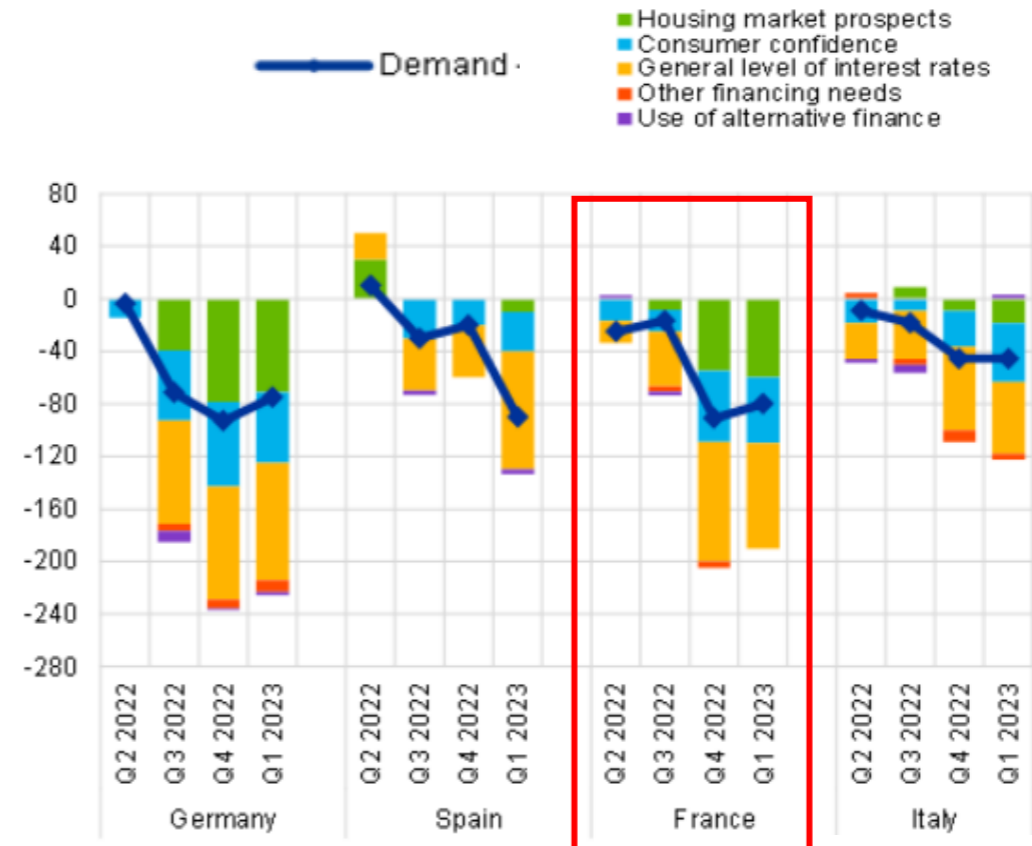 Demand
Housing market prospects
Consumer confidence
General level of interest rates
Other financing needs
Use of alternative finance
80
40
0
-40
-80
-120
-160
-200
-240
-280
Q2 2022
Q3 2022
Q4 2022
Q1 2023
Q2 2022
Q3 2022
Q4 2022
Q1 2023
Q2 2022
Q3 2022
Q4 2022
Q1 2023
Q2 2022
Q3 2022
Q4 2022
Q1 2023
Germany
Spain
France
Italy